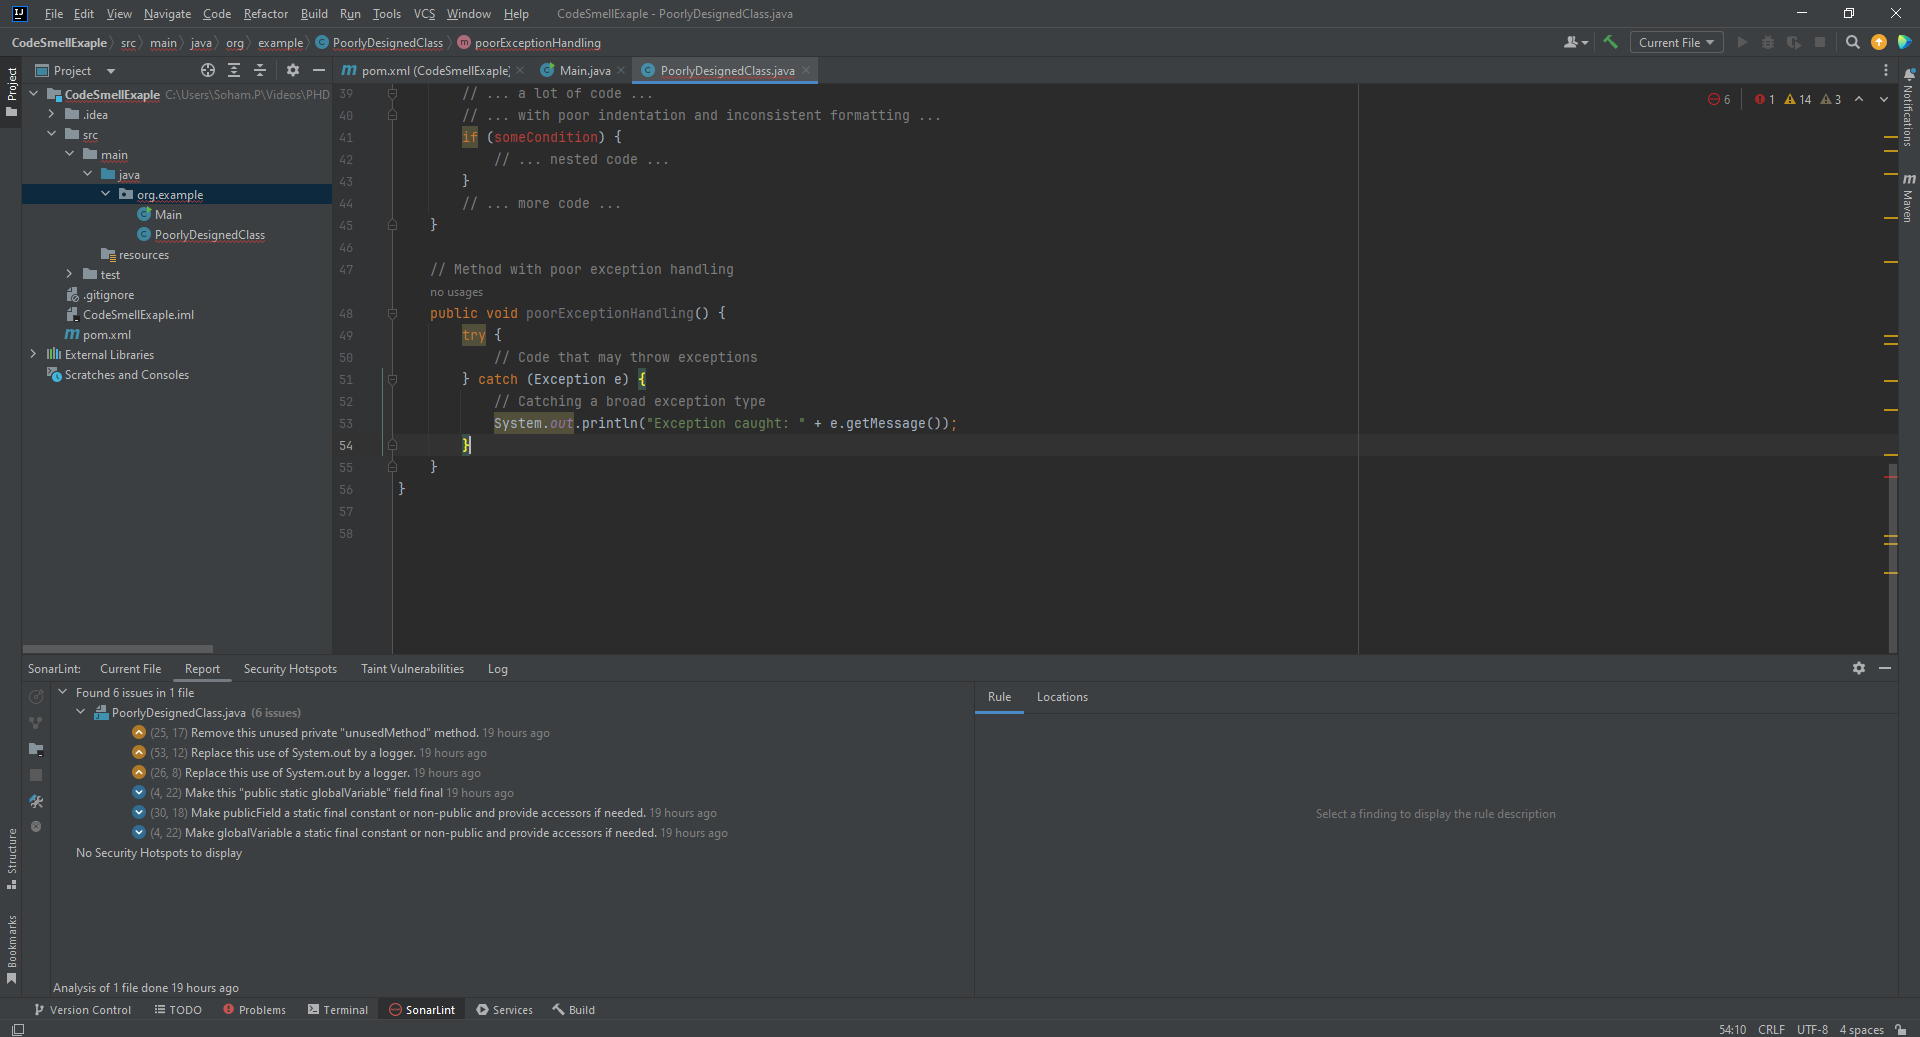 File Edit View Navigate Code Refactor Build Run Tools VCS Window Help CodeSmellExaple - PoorlyDesignedClass.java
CodeSmellExaple src main java org example PoorlyDesignedClass poorExceptionHandling Current File
Project
pom.xml (CodeSmellExaple) Main.java PoorlyDesignedClass.java
CodeSmellExaple C:\Users\Soham.P\Videos\PHD
.idea
src
main
java
org.example
Main
PoorlyDesignedClass
resources
test
.gitignore
CodeSmellExaple.iml
pom.xml
External Libraries
Scratches and Consoles
6 1 14 3
39 // ... a lot of code ...
40 // ... with poor indentation and inconsistent formatting ...
41 if (someCondition) {
42 // ... nested code ...
43 }
44 // ... more code ...
45 }
46
47 // Method with poor exception handling
no usages
48 public void poorExceptionHandling() {
49 try {
50 // Code that may throw exceptions
51 } catch (Exception e) {
52 // Catching a broad exception type
53 System.out.println("Exception caught: " + e.getMessage());
54 }
55 }
56 }
57
58
Project
Structure
Bookmarks
Notifications
Maven
SonarLint: Current File Report Security Hotspots Taint Vulnerabilities Log
Found 6 issues in 1 file
PoorlyDesignedClass.java (6 issues)
(25, 17) Remove this unused private "unusedMethod" method. 19 hours ago
(53, 12) Replace this use of System.out by a logger. 19 hours ago
(26, 8) Replace this use of System.out by a logger. 19 hours ago
(4, 22) Make this "public static globalVariable" field final 19 hours ago
(30, 18) Make publicField a static final constant or non-public and provide accessors if needed. 19 hours ago
(4, 22) Make globalVariable a static final constant or non-public and provide accessors if needed. 19 hours ago
No Security Hotspots to display
Rule Locations
Select a finding to display the rule description
Analysis of 1 file done 19 hours ago
Version Control TODO Problems Terminal SonarLint Services Build
54:10 CRLF UTF-8 4 spaces